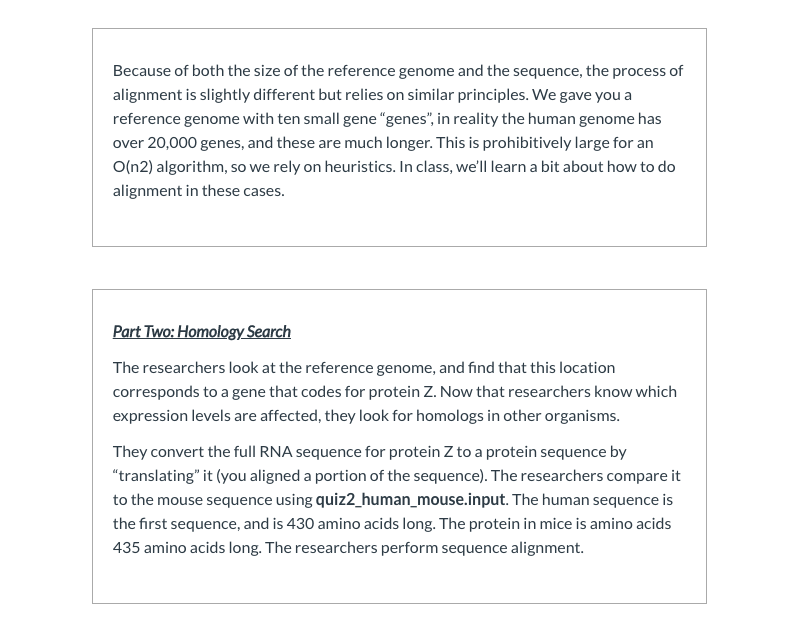 Because of both the size of the reference genome and the sequence, the process of
alignment is slightly different but relies on similar principles. We gave you a
reference genome with ten small gene “genes”, in reality the human genome has
over 20,000 genes, and these are much longer. This is prohibitively large for an
O(n2) algorithm, so we rely on heuristics. In class, we’ll learn a bit about how to do
alignment in these cases.
Part Two: Homology Search
The researchers look at the reference genome, and find that this location
corresponds to a gene that codes for protein Z. Now that researchers know which
expression levels are affected, they look for homologs in other organisms.
They convert the full RNA sequence for protein Z to a protein sequence by
“translating” it (you aligned a portion of the sequence). The researchers compare it
to the mouse sequence using quiz2_human_mouse.input. The human sequence is
the first sequence, and is 430 amino acids long. The protein in mice is amino acids
435 amino acids long. The researchers perform sequence alignment.